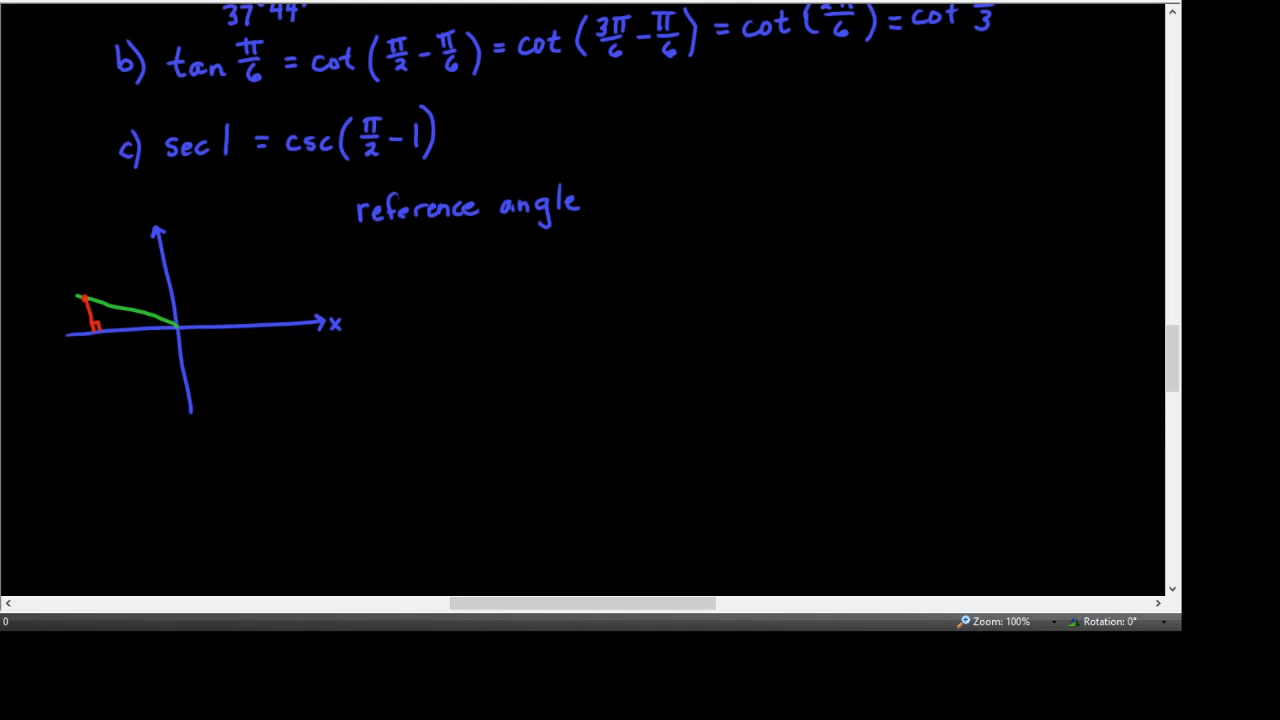 37°44'
b) tan π/6 = cot (π/2 - π/6) = cot (3π/6 - π/6) = cot (2π/6) = cot π/3
c) sec 1 = csc (π/2 - 1)
reference angle
x
0
Zoom: 100%
Rotation: 0°